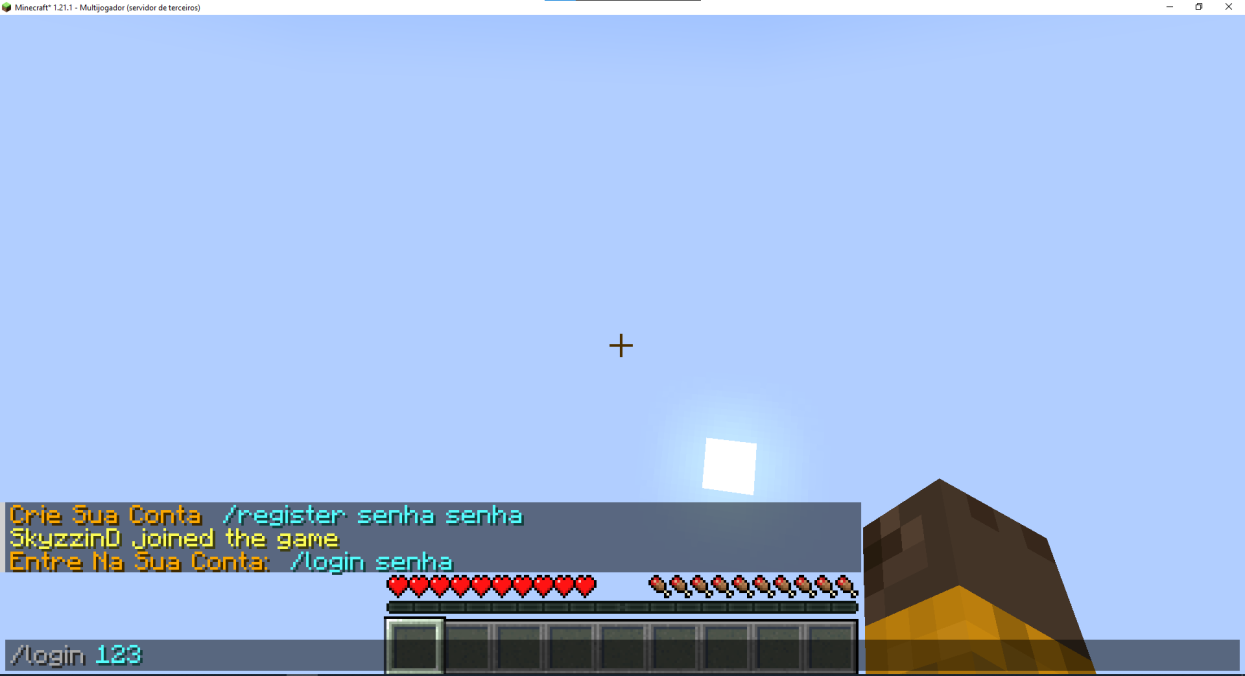 Minecraft* 1.21.1 - Multijogador (servidor de terceiros)
Crie Sua Conta /register senha senha
SkyzzinD joined the game
Entre Na Sua Conta: /login senha
/login 123